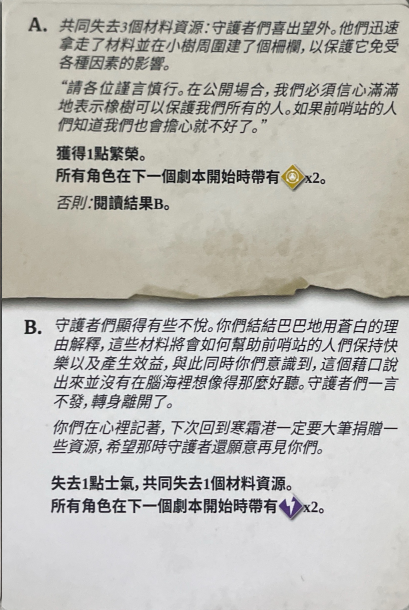 A. 共同失去3個材料資源：守護者們喜出望外。他們迅速
拿走了材料並在小樹周圍建了個柵欄，以保護它免受
各種因素的影響。
“請各位謹言慎行。在公開場合，我們必須信心滿滿
地表示橡樹可以保護我們所有的人。如果前哨站的人
們知道我們也會擔心就不好了。”
獲得1點繁榮。
所有角色在下一個劇本開始時帶有 x2。
否則：閱讀結果B。
B. 守護者們顯得有些不悅。你們結結巴巴地用蒼白的理
由解釋，這些材料將會如何幫助前哨站的人們保持快
樂以及產生效益，與此同時你們意識到，這個藉口說
出來並沒有在腦海裡想像得那麼好聽。守護者們一言
不發，轉身離開了。
你們在心裡記著，下次回到寒霜港一定要大筆捐贈一
些資源，希望那時守護者還願意再見你們。
失去1點士氣，共同失去1個材料資源。
所有角色在下一個劇本開始時帶有 x2。